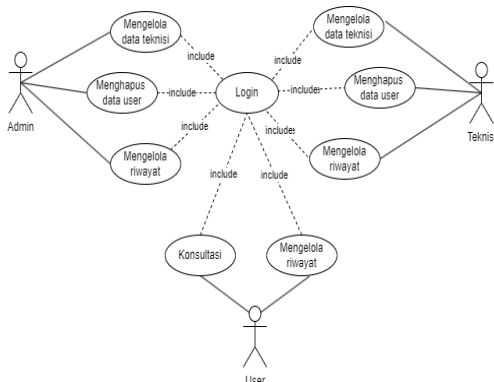 Mengelola
data teknisi
include
Mengelola
data teknisi
include
Menghapus
data user
include
Login
include
Menghapus
data user
Admin
Teknis
include
include
Mengelola
riwayat
Mengelola
riwayat
include
include
Konsultasi
Mengelola
riwayat
User